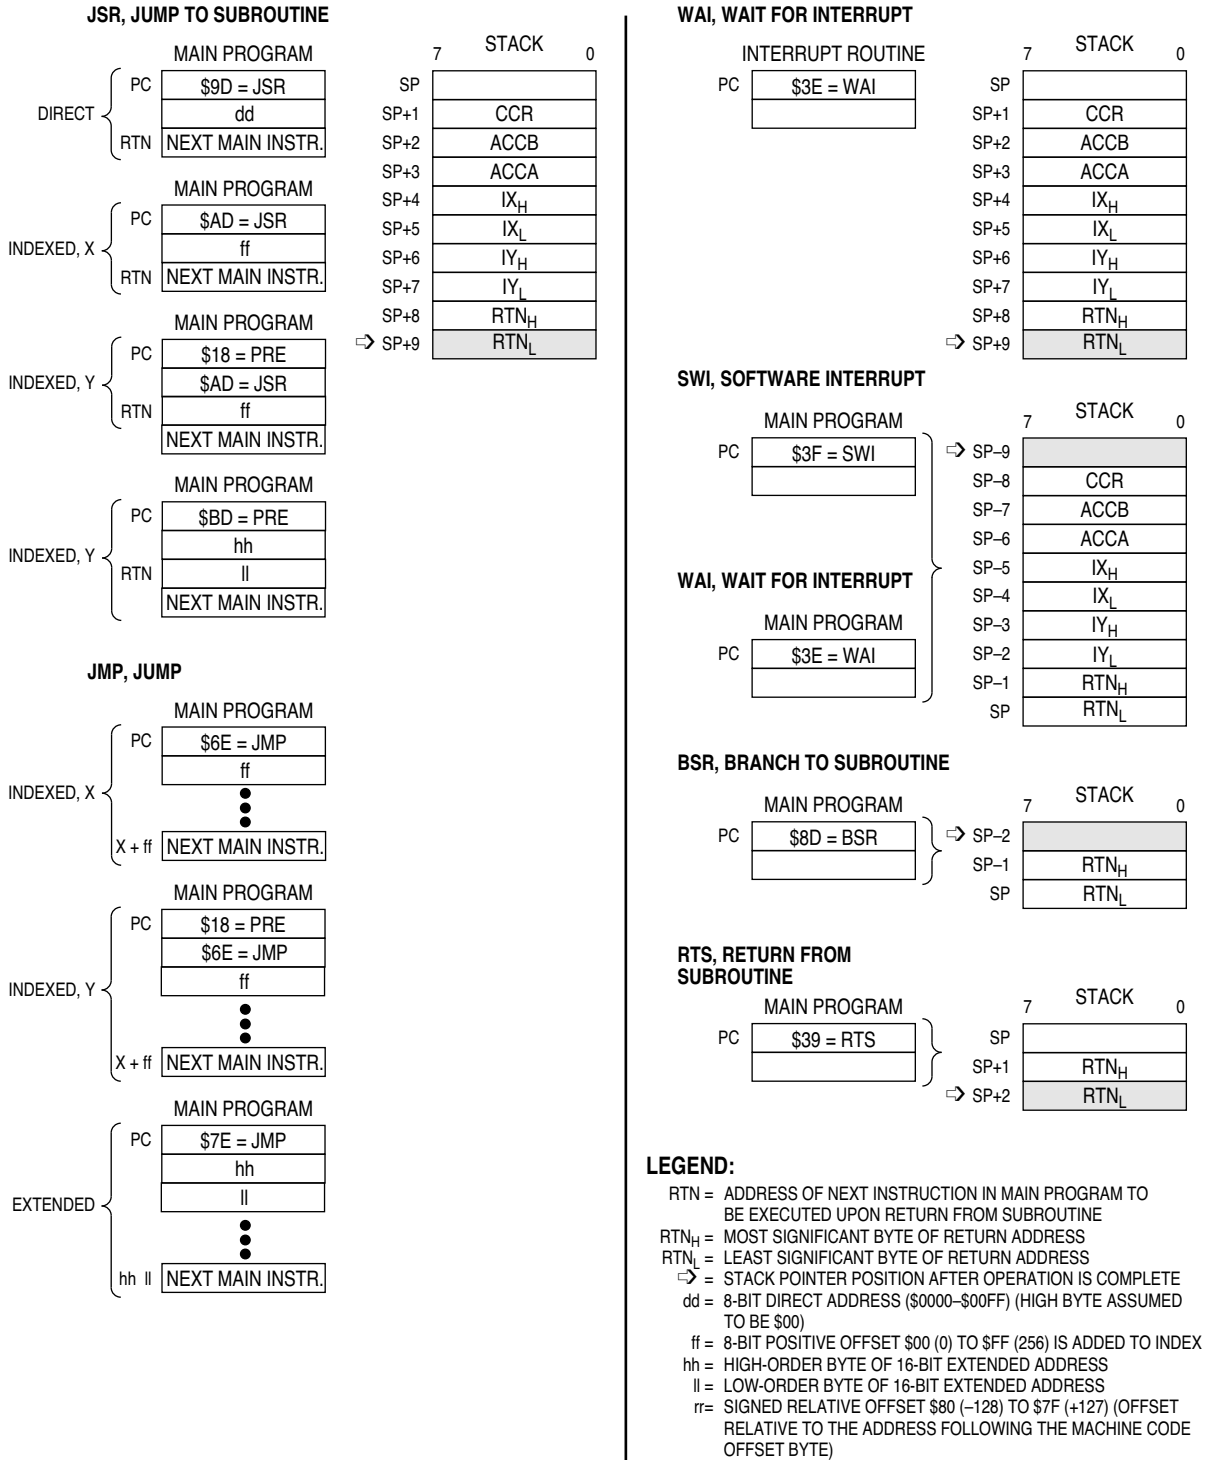 JSR, JUMP TO SUBROUTINE
MAIN PROGRAM
DIRECT
PC $9D = JSR
dd
RTN NEXT MAIN INSTR.
MAIN PROGRAM
INDEXED, X
PC $AD = JSR
ff
RTN NEXT MAIN INSTR.
MAIN PROGRAM
INDEXED, Y
PC $18 = PRE
$AD = JSR
RTN ff
NEXT MAIN INSTR.
MAIN PROGRAM
INDEXED, Y
PC $BD = PRE
hh
RTN ll
NEXT MAIN INSTR.
7 STACK 0
SP
SP+1 CCR
SP+2 ACCB
SP+3 ACCA
SP+4 IXH
SP+5 IXL
SP+6 IYH
SP+7 IYL
SP+8 RTNH
➩ SP+9 RTNL
JMP, JUMP
MAIN PROGRAM
INDEXED, X
PC $6E = JMP
ff
X + ff NEXT MAIN INSTR.
MAIN PROGRAM
INDEXED, Y
PC $18 = PRE
$6E = JMP
ff
X + ff NEXT MAIN INSTR.
MAIN PROGRAM
EXTENDED
PC $7E = JMP
hh
ll
hh ll NEXT MAIN INSTR.
WAI, WAIT FOR INTERRUPT
INTERRUPT ROUTINE
PC $3E = WAI
7 STACK 0
SP
SP+1 CCR
SP+2 ACCB
SP+3 ACCA
SP+4 IXH
SP+5 IXL
SP+6 IYH
SP+7 IYL
SP+8 RTNH
➩ SP+9 RTNL
SWI, SOFTWARE INTERRUPT
MAIN PROGRAM
PC $3F = SWI
WAI, WAIT FOR INTERRUPT
MAIN PROGRAM
PC $3E = WAI
7 STACK 0
➩ SP–9
SP–8 CCR
SP–7 ACCB
SP–6 ACCA
SP–5 IXH
SP–4 IXL
SP–3 IYH
SP–2 IYL
SP–1 RTNH
SP RTNL
BSR, BRANCH TO SUBROUTINE
MAIN PROGRAM
PC $8D = BSR
7 STACK 0
➩ SP–2
SP–1 RTNH
SP RTNL
RTS, RETURN FROM
SUBROUTINE
MAIN PROGRAM
PC $39 = RTS
7 STACK 0
SP
SP+1 RTNH
➩ SP+2 RTNL
LEGEND:
RTN = ADDRESS OF NEXT INSTRUCTION IN MAIN PROGRAM TO
BE EXECUTED UPON RETURN FROM SUBROUTINE
RTNH = MOST SIGNIFICANT BYTE OF RETURN ADDRESS
RTNL = LEAST SIGNIFICANT BYTE OF RETURN ADDRESS
➩ = STACK POINTER POSITION AFTER OPERATION IS COMPLETE
dd = 8-BIT DIRECT ADDRESS ($0000–$00FF) (HIGH BYTE ASSUMED
TO BE $00)
ff = 8-BIT POSITIVE OFFSET $00 (0) TO $FF (256) IS ADDED TO INDEX
hh = HIGH-ORDER BYTE OF 16-BIT EXTENDED ADDRESS
ll = LOW-ORDER BYTE OF 16-BIT EXTENDED ADDRESS
rr= SIGNED RELATIVE OFFSET $80 (–128) TO $7F (+127) (OFFSET
RELATIVE TO THE ADDRESS FOLLOWING THE MACHINE CODE
OFFSET BYTE)